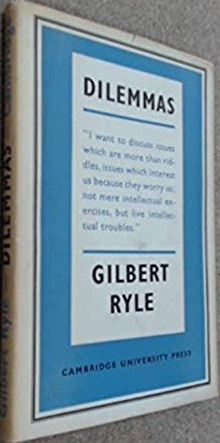 DILEMMAS
"I want to discuss issues
which are more than rid-
dles, issues which interest
us because they worry us;
not mere intellectual ex-
ercises, but live intellec-
tual troubles."
GILBERT
RYLE
CAMBRIDGE UNIVERSITY PRESS
Gilbert Ryle DILEMMAS